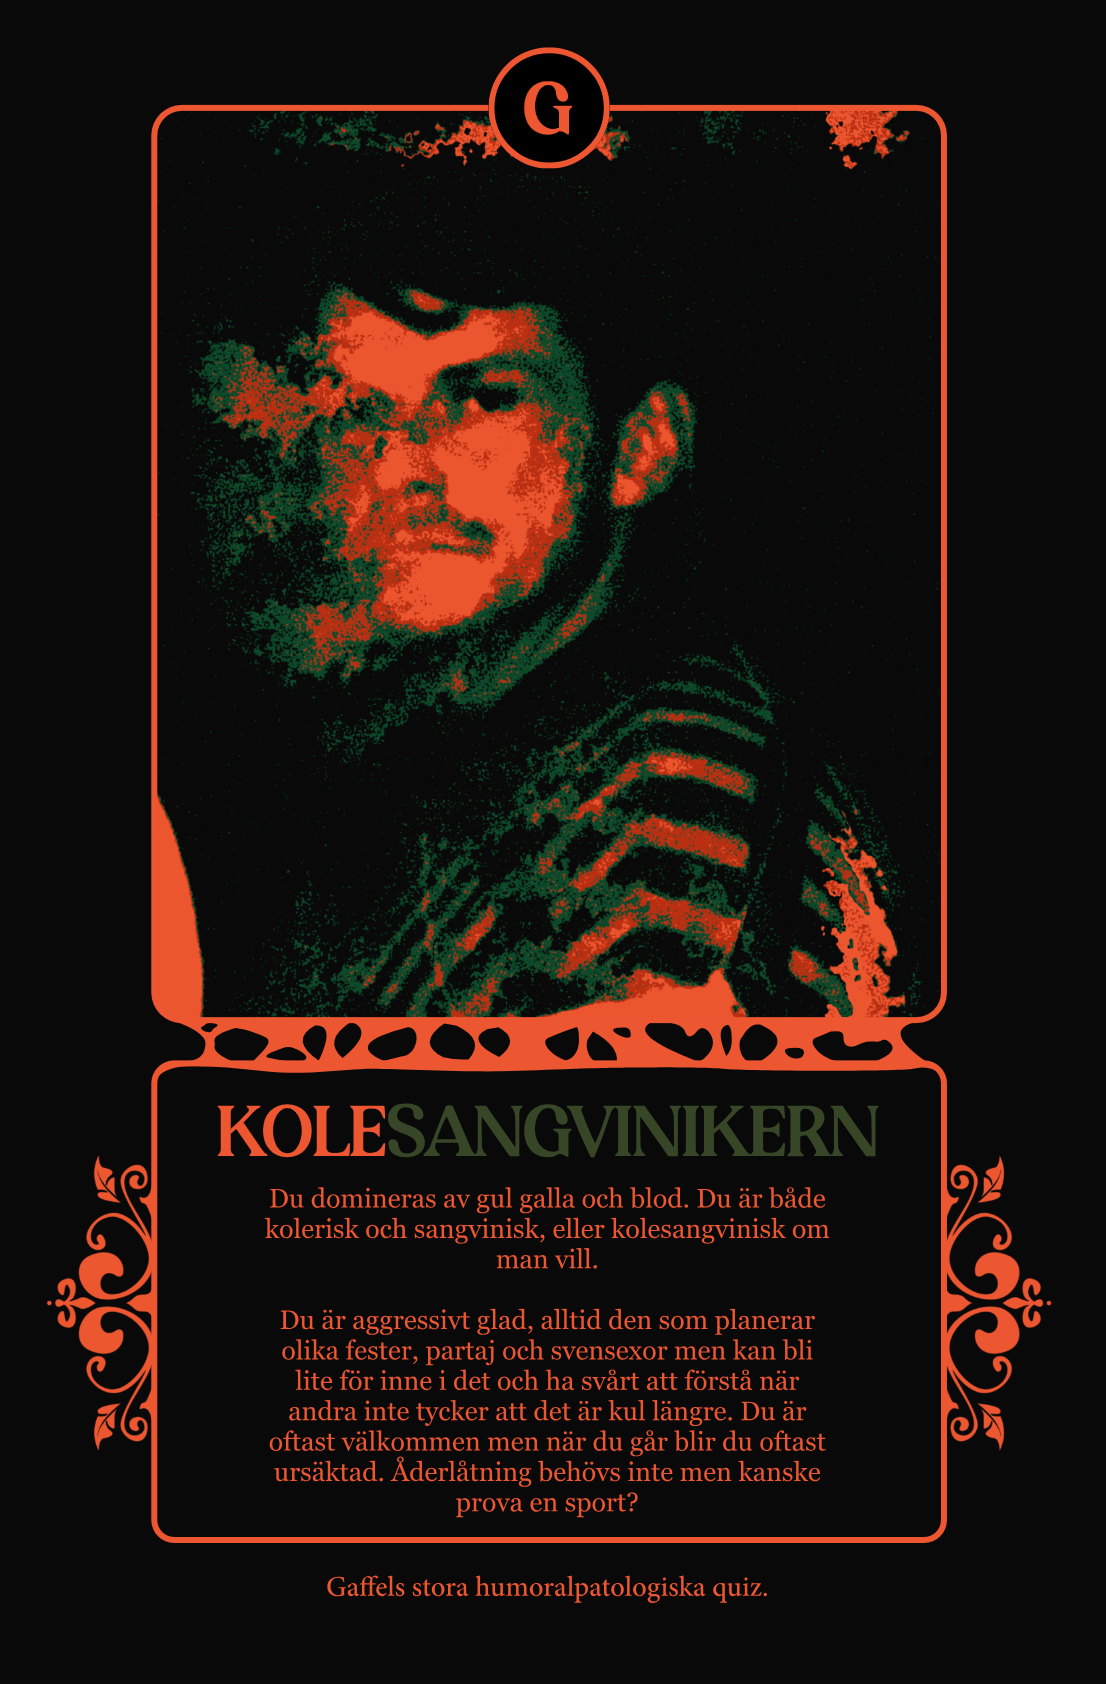 G
KOLESANGVINIKERN
Du domineras av gul galla och blod. Du är både
kolerisk och sangvinisk, eller kolesangvinisk om
man vill.
Du är aggressivt glad, alltid den som planerar
olika fester, partaj och svensexor men kan bli
lite för inne i det och ha svårt att förstå när
andra inte tycker att det är kul längre. Du är
oftast välkommen men när du går blir du oftast
ursäktad. Åderlåtning behövs inte men kanske
prova en sport?
Gaffels stora humoralpatologiska quiz.